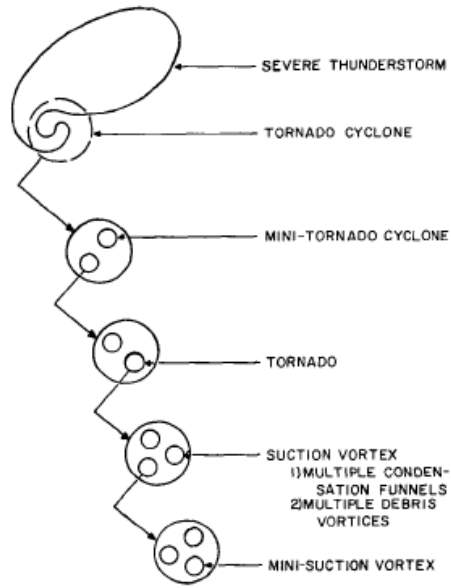 SEVERE THUNDERSTORM
TORNADO CYCLONE
MINI-TORNADO CYCLONE
TORNADO
SUCTION VORTEX
1)MULTIPLE CONDEN-
SATION FUNNELS
2)MULTIPLE DEBRIS
VORTICES
MINI-SUCTION VORTEX